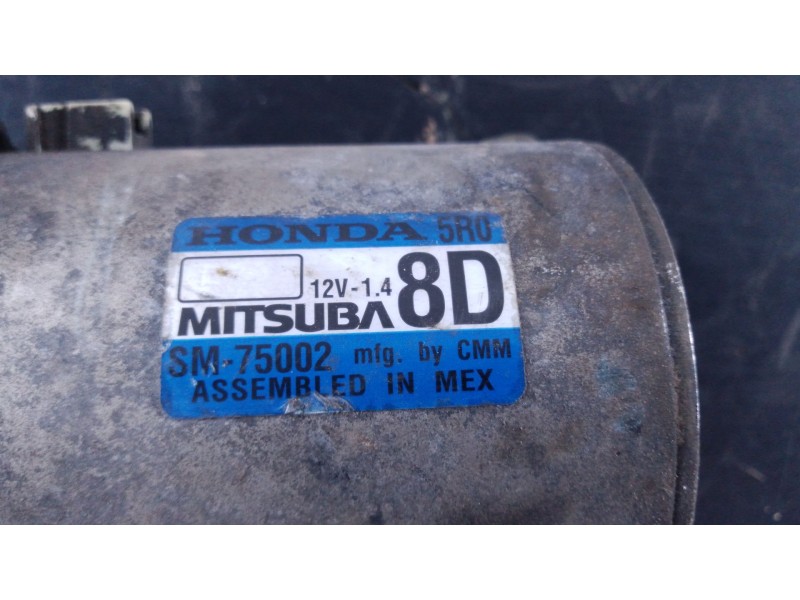 HONDA 5R0
12V-1.4 8D
MITSUBA
SM-75002 mfg. by CMM
ASSEMBLED IN MEX